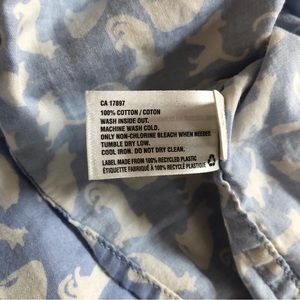 CA 17897
100% COTTON / COTON
WASH INSIDE OUT.
MACHINE WASH COLD.
ONLY NON-CHLORINE BLEACH WHEN NEEDED
TUMBLE DRY LOW.
COOL IRON. DO NOT DRY CLEAN.
LABEL MADE FROM 100% RECYCLED PLASTIC
ÉTIQUETTE FABRIQUÉ À 100% RECYCLÉ PLASTIQUE